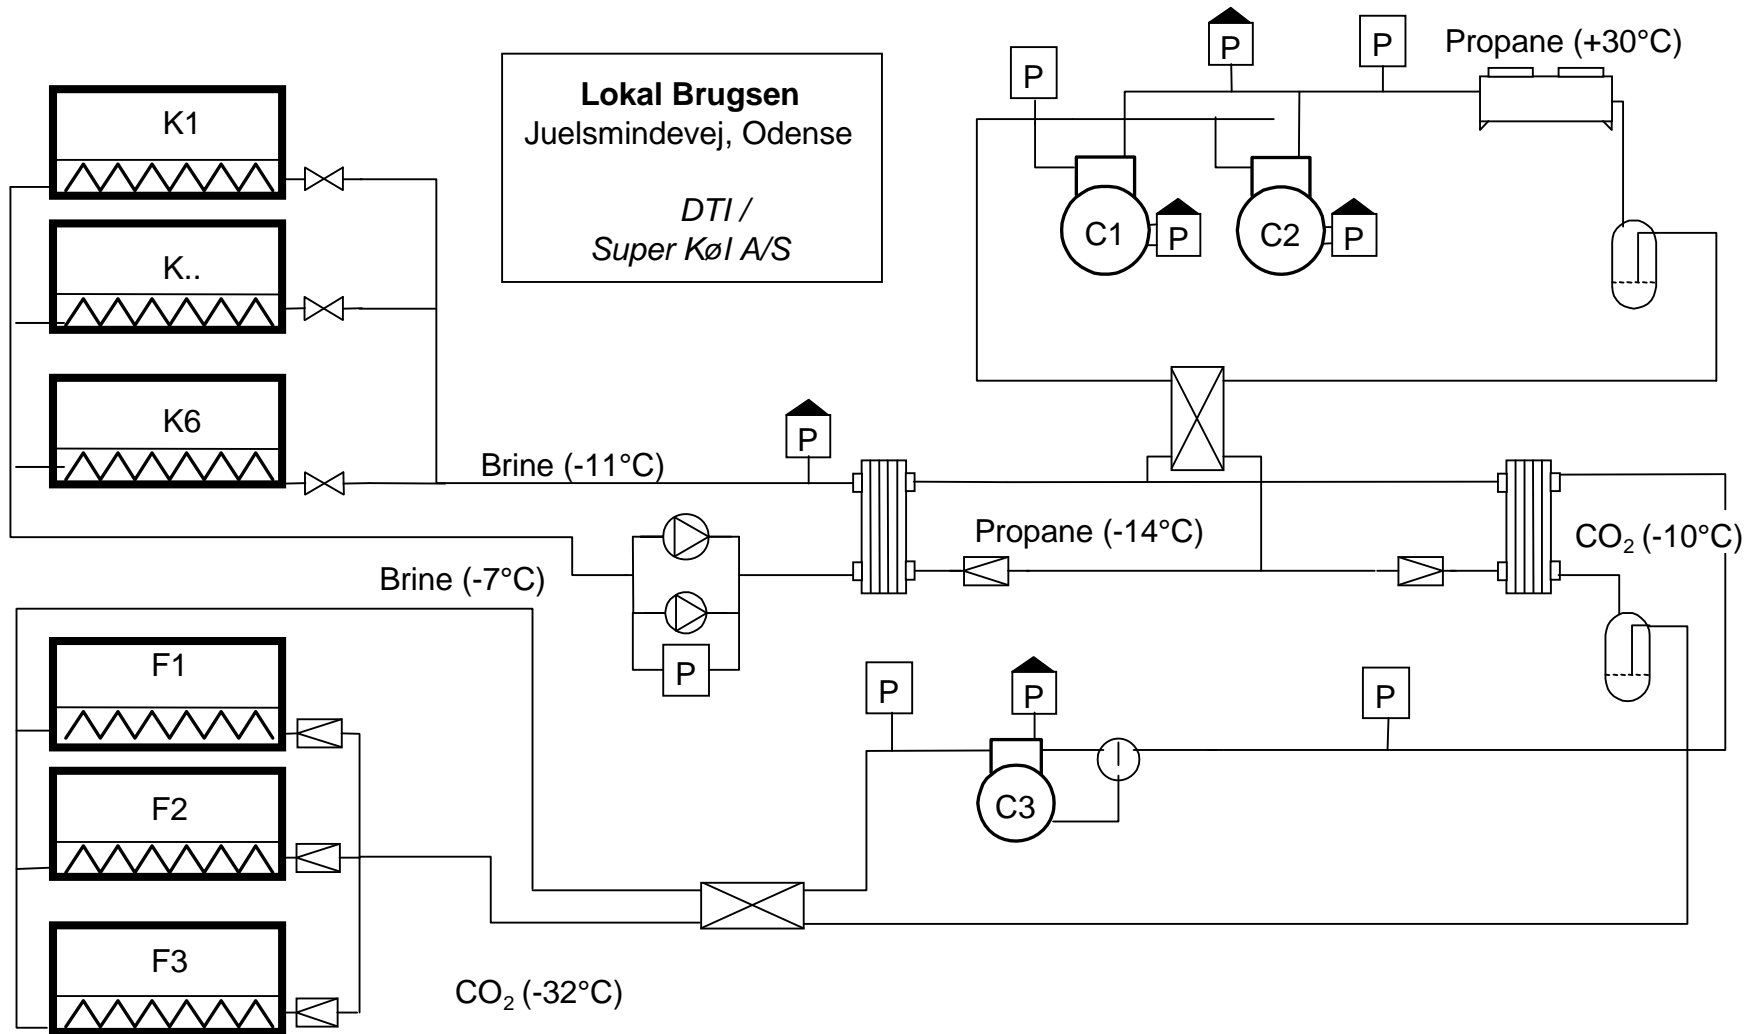 P
P
P
Propane (+30°C)
Lokal Brugsen
Juelsmindevej, Odense
DTI /
Super Køl A/S
K1
K..
K6
C1
P
C2
P
P
Brine (-11°C)
Propane (-14°C)
CO₂ (-10°C)
Brine (-7°C)
P
F1
F2
F3
P
P
P
C3
CO₂ (-32°C)